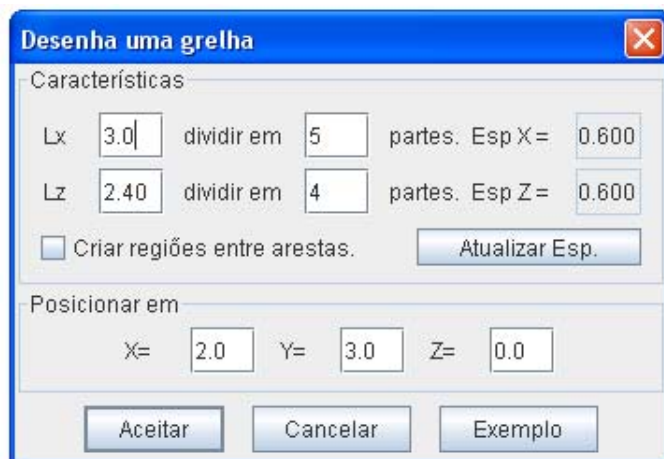 Desenha uma grelha
Características
Lx 3.0 dividir em 5 partes. Esp X = 0.600
Lz 2.40 dividir em 4 partes. Esp Z = 0.600
Criar regiões entre arestas. Atualizar Esp.
Posicionar em
X= 2.0 Y= 3.0 Z= 0.0
Aceitar Cancelar Exemplo